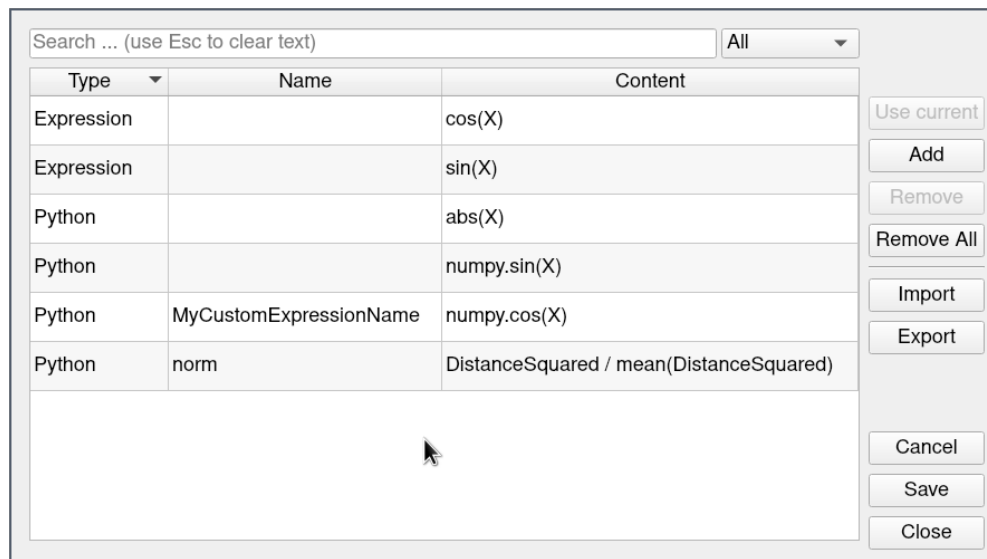 Search ... (use Esc to clear text) All
Type Name Content
Expression cos(X)
Use current
Expression sin(X)
Add
Python abs(X)
Remove
Python numpy.sin(X)
Remove All
Python MyCustomExpressionName numpy.cos(X)
Import
Python norm DistanceSquared / mean(DistanceSquared)
Export
Cancel
Save
Close